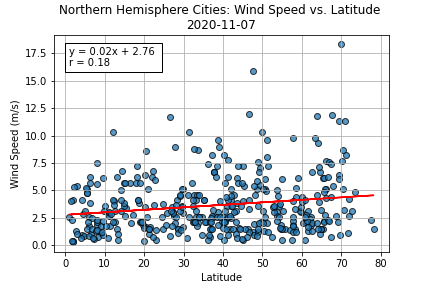 Northern Hemisphere Cities: Wind Speed vs. Latitude
2020-11-07
y = 0.02x + 2.76
r = 0.18
17.5
15.0
12.5
10.0
7.5
5.0
2.5
0.0
Wind Speed (m/s)
0 10 20 30 40 50 60 70 80
Latitude